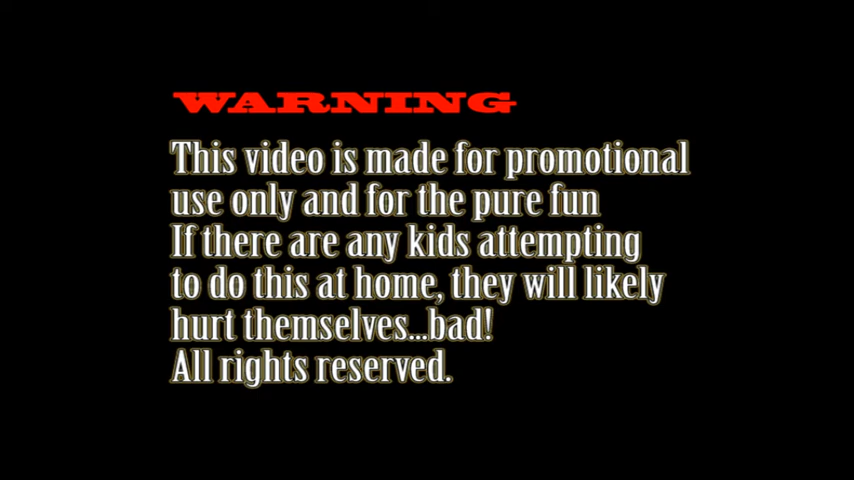 WARNING
This video is made for promotional
use only and for the pure fun
If there are any kids attempting
to do this at home, they will likely
hurt themselves...bad!
All rights reserved.